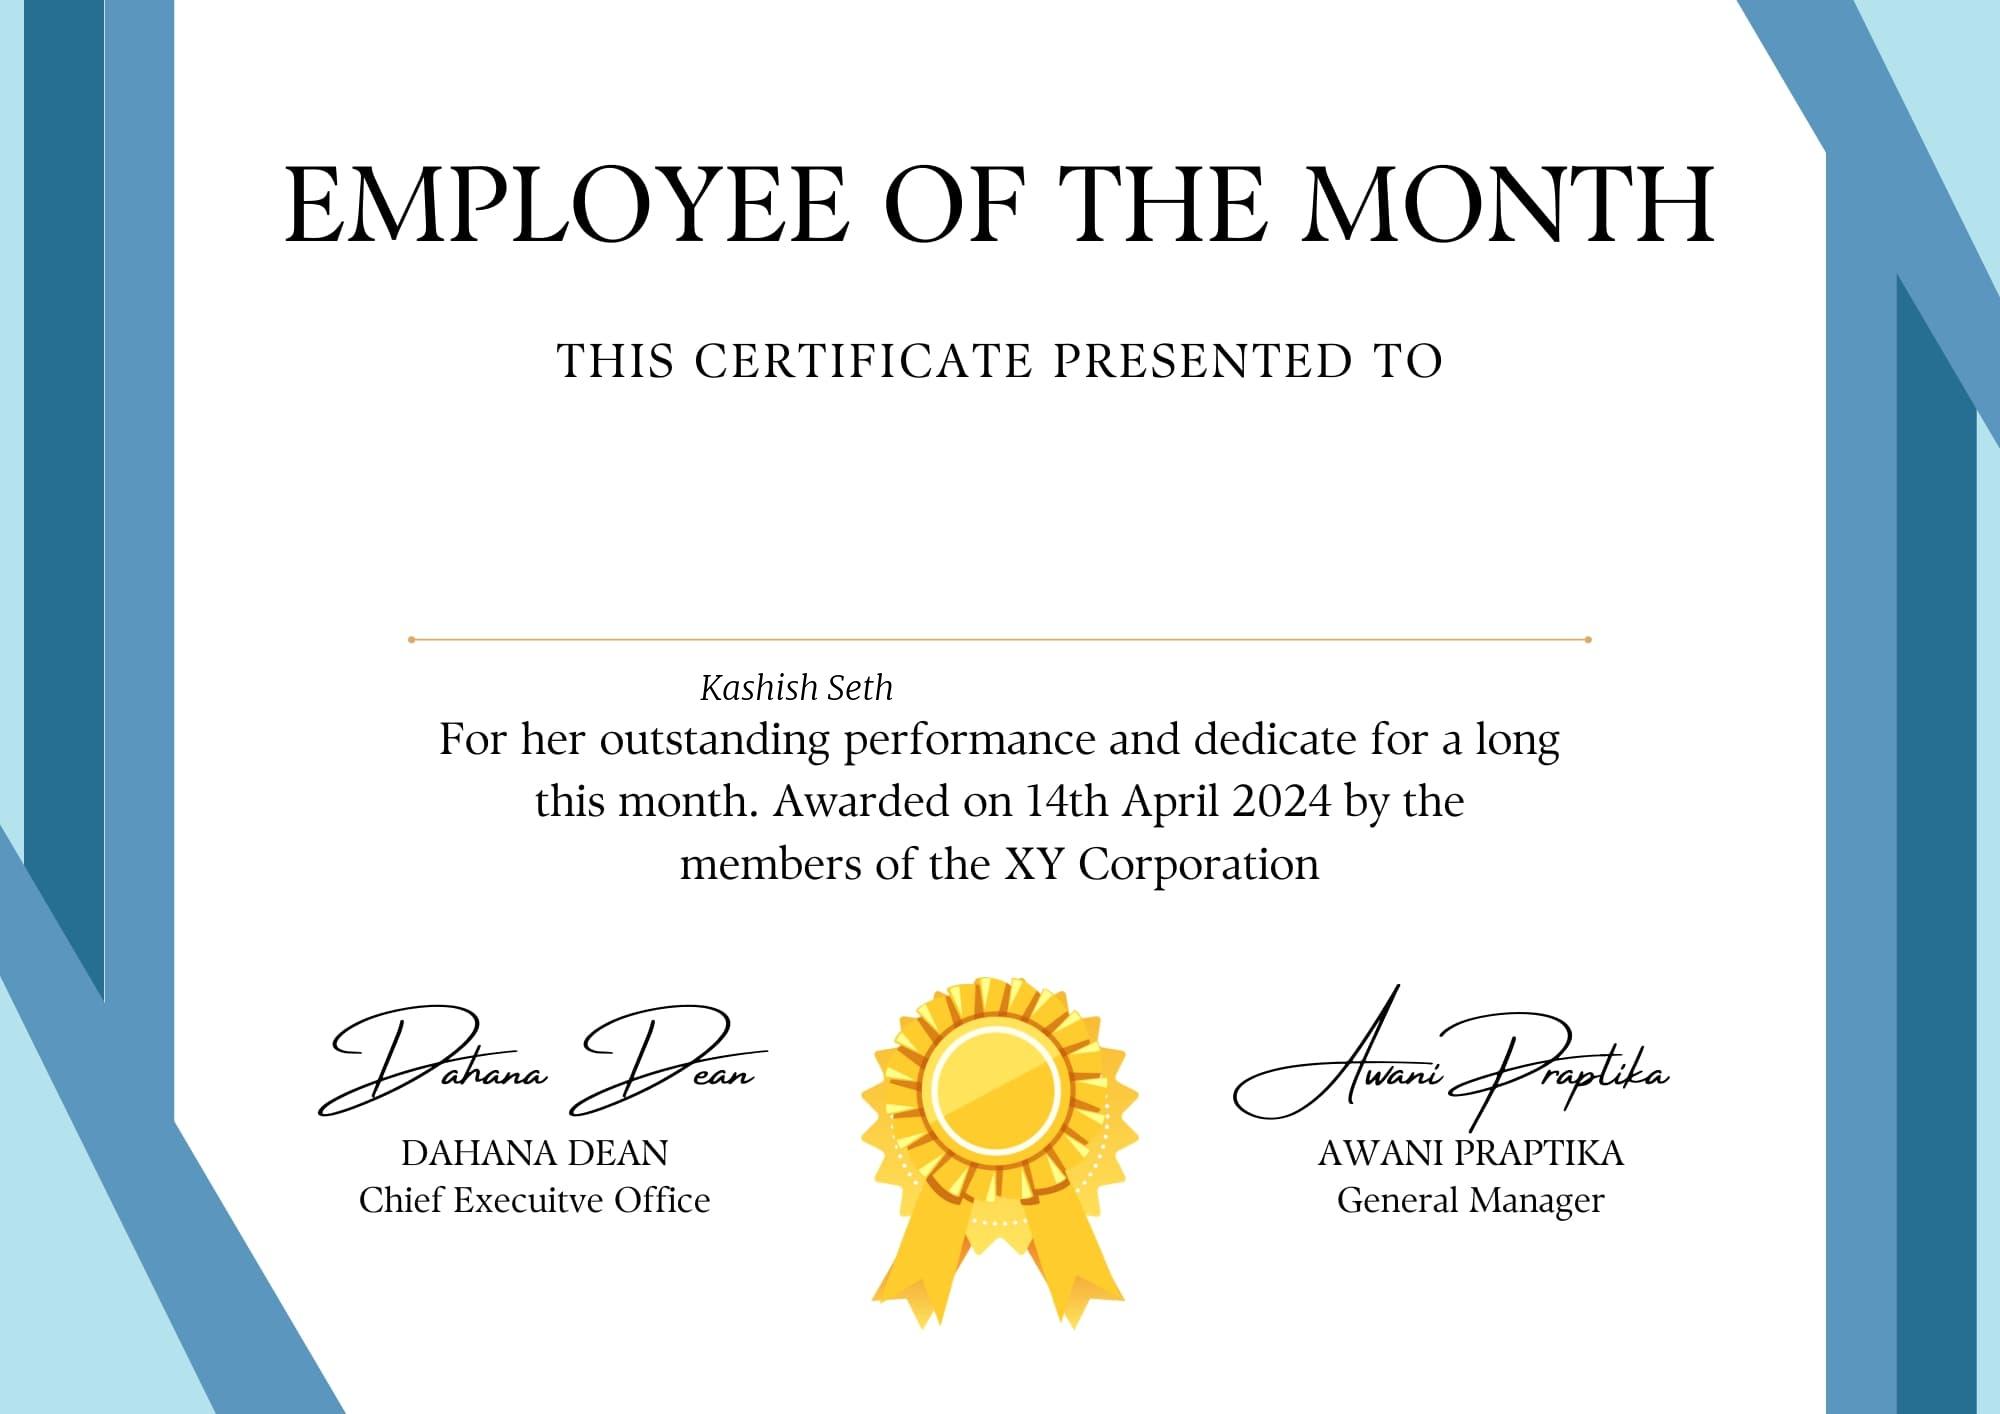 EMPLOYEE OF THE MONTH
THIS CERTIFICATE PRESENTED TO
Kashish Seth
For her outstanding performance and dedicate for a long
this month. Awarded on 14th April 2024 by the
members of the XY Corporation
Dahana Dean
DAHANA DEAN
Chief Execuitve Office
Awani Praptika
AWANI PRAPTIKA
General Manager